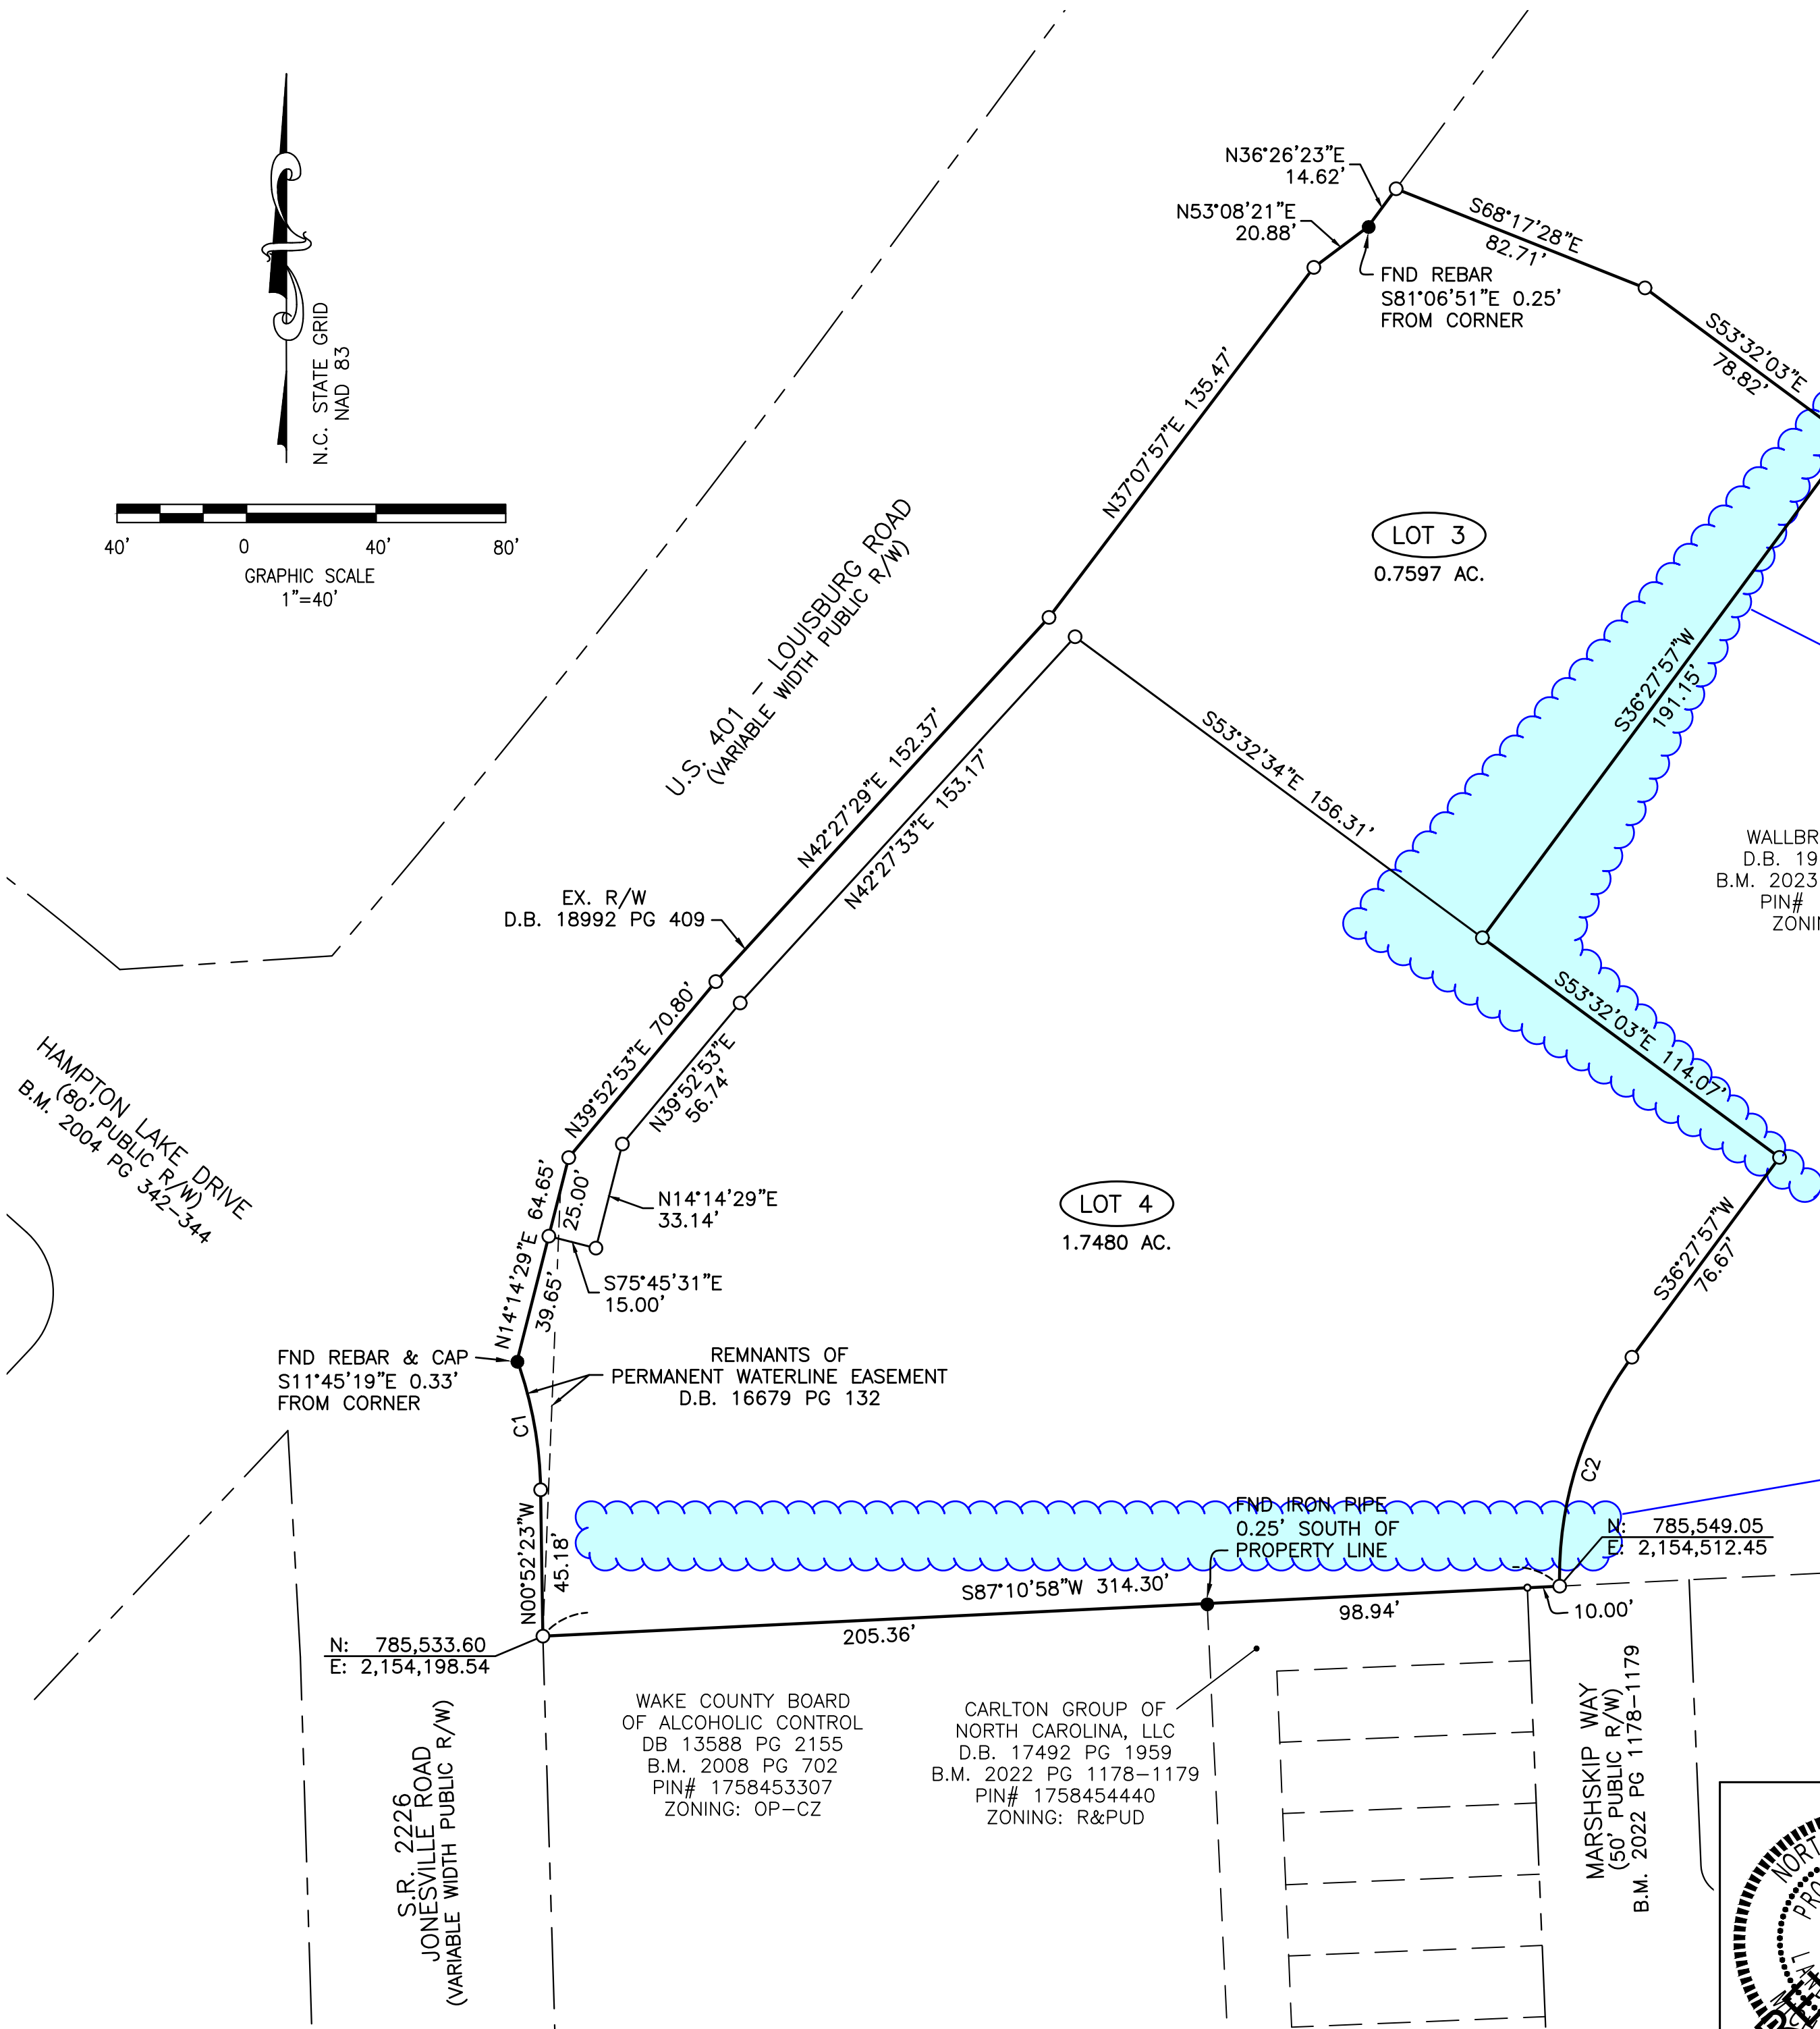 N36°26'23"E
14.62'
N53°08'21"E
20.88'
S68°17'28"E
82.71'
FND REBAR
S81°06'51"E 0.25'
FROM CORNER
S53°32'03"E
78.82'
N.C. STATE GRID
NAD 83
40' 0 40' 80'
GRAPHIC SCALE
1"=40'
N37°07'57"E 135.47'
LOT 3
0.7597 AC.
U.S. 401 - LOUISBURG ROAD
(VARIABLE WIDTH PUBLIC R/W)
S36°27'57"W
191.15'
N42°27'29"E 152.37'
N42°27'33"E 153.17'
S53°32'34"E 156.31'
D.B. 19
B.M. 2023
PIN#
EX. R/W
D.B. 18992 PG 409
S53°32'03"E 114.07'
N39°52'53"E 70.80'
N39°52'53"E
56.74'
HAMPTON LAKE DRIVE
(80' PUBLIC R/W)
B.M. 2004 PG 342-344
N14°14'29"E 64.65'
25.00'
39.65'
N14°14'29"E
33.14'
S75°45'31"E
15.00'
LOT 4
1.7480 AC.
S36°27'57"W
76.67'
FND REBAR & CAP
S11°45'19"E 0.33'
FROM CORNER
REMNANTS OF
PERMANENT WATERLINE EASEMENT
D.B. 16679 PG 132
C1
C2
N00°52'23"W
45.18'
FND IRON PIPE
0.25' SOUTH OF
PROPERTY LINE
N: 785,549.05
E: 2,154,512.45
S87°10'58"W 314.30'
205.36'
98.94'
10.00'
N: 785,533.60
E: 2,154,198.54
WAKE COUNTY BOARD
OF ALCOHOLIC CONTROL
DB 13588 PG 2155
B.M. 2008 PG 702
PIN# 1758453307
ZONING: OP-CZ
CARLTON GROUP OF
NORTH CAROLINA, LLC
D.B. 17492 PG 1959
B.M. 2022 PG 1178-1179
PIN# 1758454440
ZONING: R&PUD
S.R. 2226
JONESVILLE ROAD
(VARIABLE WIDTH PUBLIC R/W)
MARSHSKIP WAY
(50' PUBLIC R/W)
B.M. 2022 PG 1178-1179